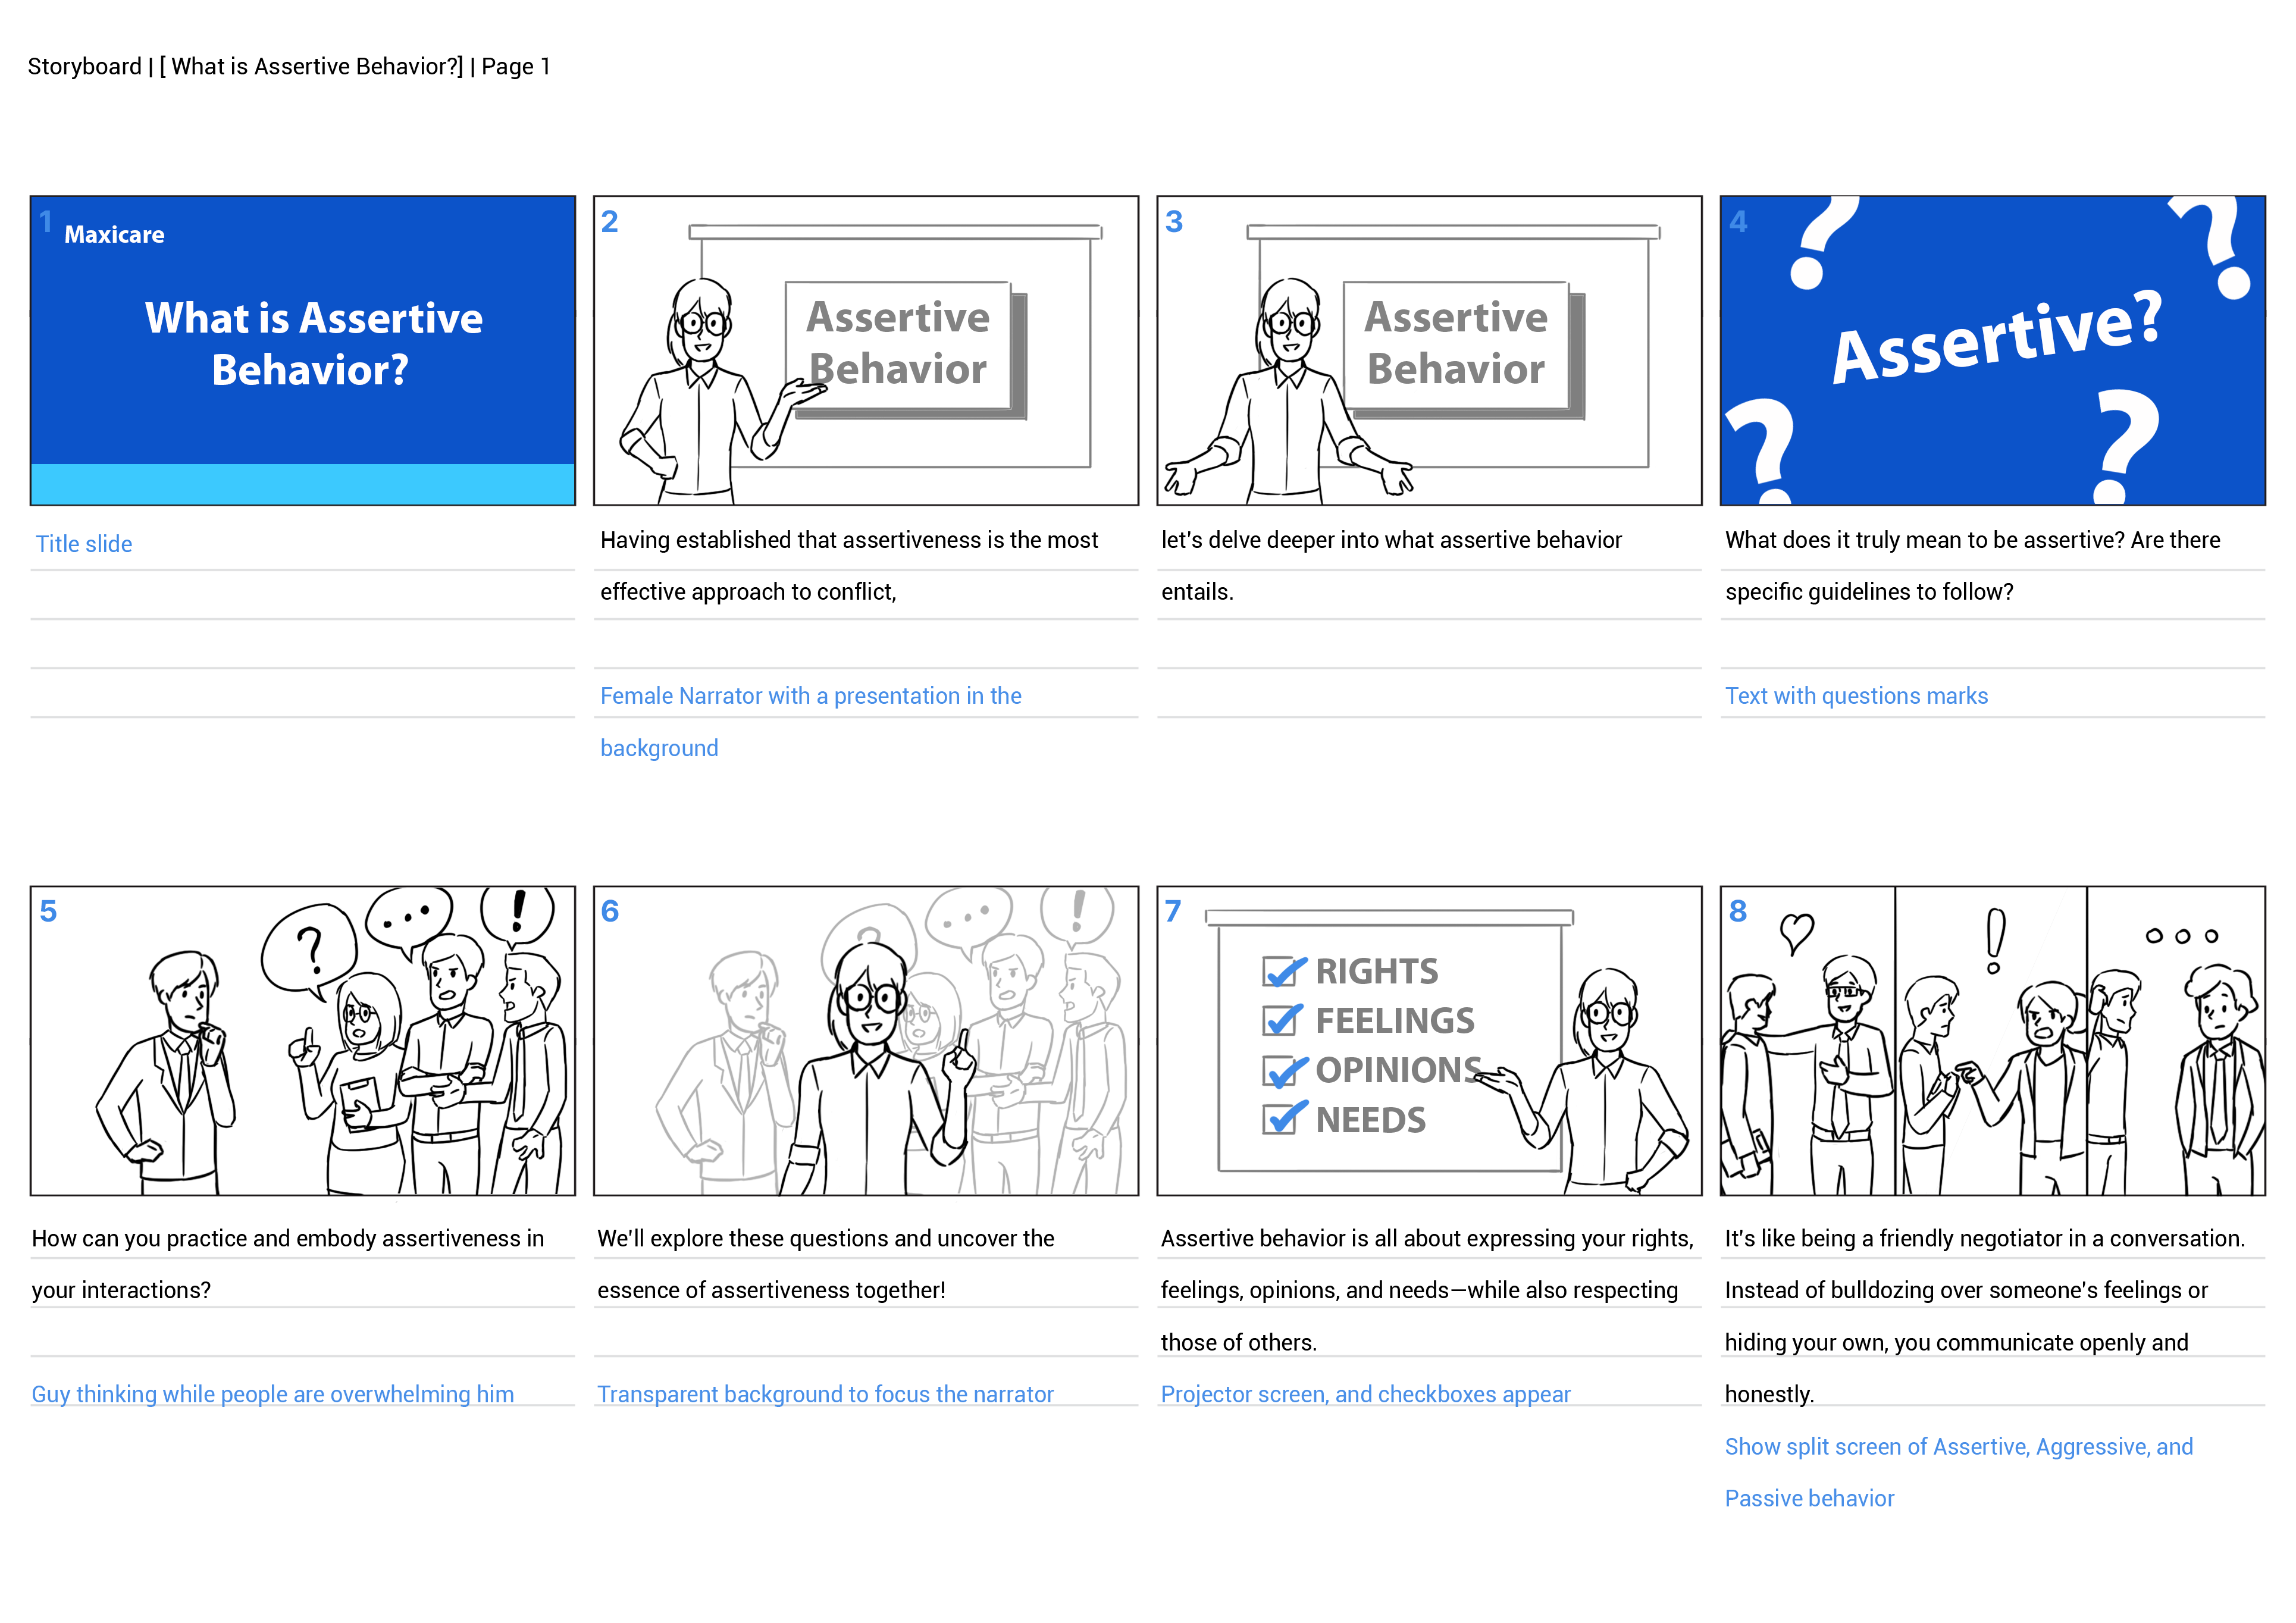 Storyboard | [ What is Assertive Behavior?] | Page 1
1
Maxicare
What is Assertive
Behavior?
Title slide
2
Assertive
Behavior
Having established that assertiveness is the most
effective approach to conflict,
Female Narrator with a presentation in the
background
3
Assertive
Behavior
let's delve deeper into what assertive behavior
entails.
4
?
?
Assertive?
?
?
What does it truly mean to be assertive? Are there
specific guidelines to follow?
Text with questions marks
5
?
...
!
How can you practice and embody assertiveness in
your interactions?
Guy thinking while people are overwhelming him
6
?
...
!
We'll explore these questions and uncover the
essence of assertiveness together!
Transparent background to focus the narrator
7
RIGHTS
FEELINGS
OPINIONS
NEEDS
Assertive behavior is all about expressing your rights,
feelings, opinions, and needs—while also respecting
those of others.
Projector screen, and checkboxes appear
8
!
It's like being a friendly negotiator in a conversation.
Instead of bulldozing over someone's feelings or
hiding your own, you communicate openly and
honestly.
Show split screen of Assertive, Aggressive, and
Passive behavior